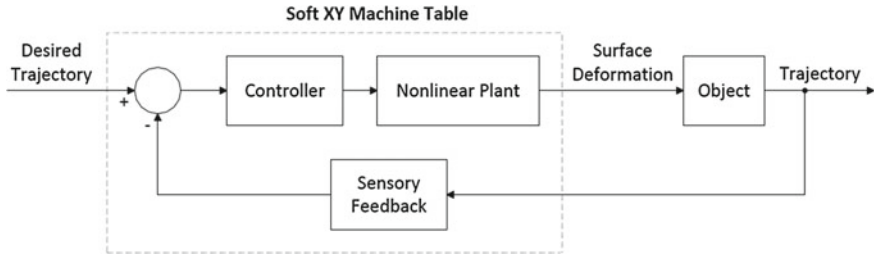 Soft XY Machine Table
Desired
Trajectory
+
-
Controller
Nonlinear Plant
Surface
Deformation
Object
Trajectory
Sensory
Feedback